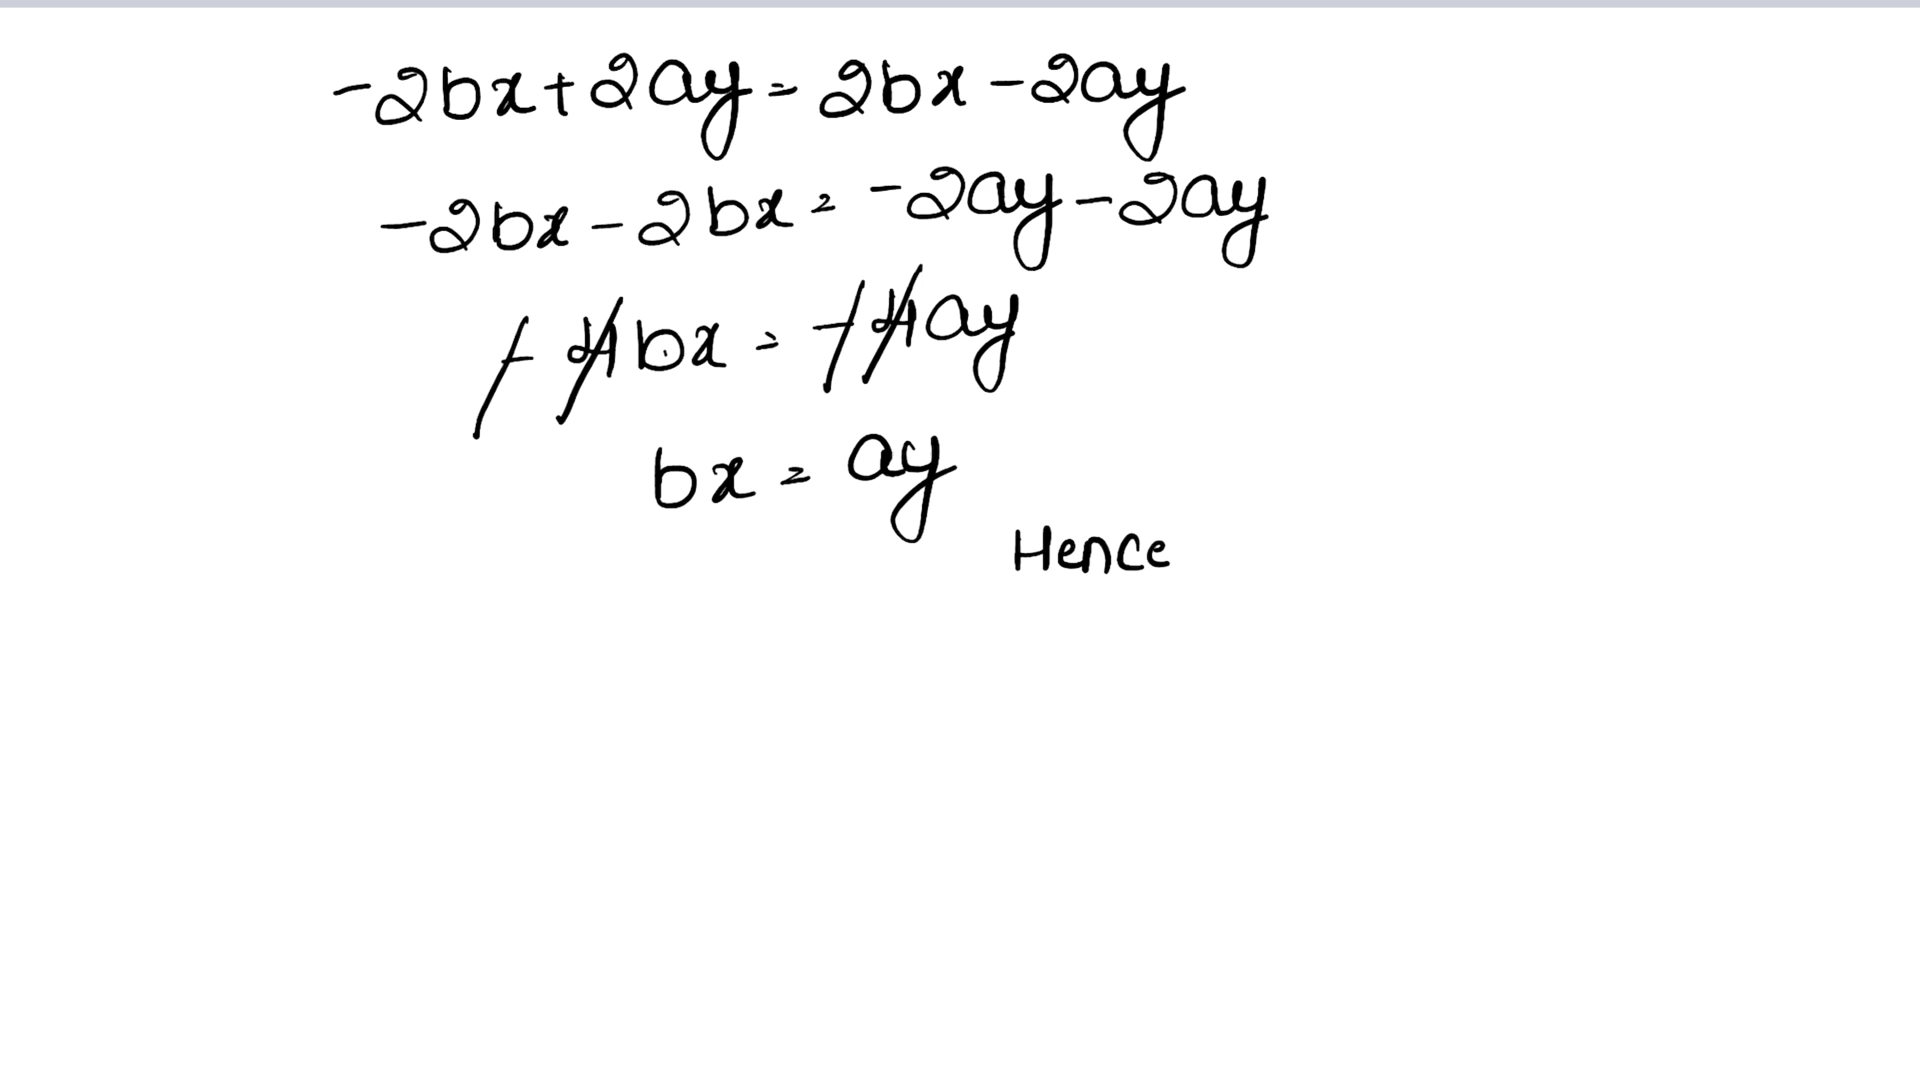 -2bx+2ay = 2bx-2ay
-2bx-2bx = -2ay-2ay
-4bx = -4ay
bx = ay
Hence